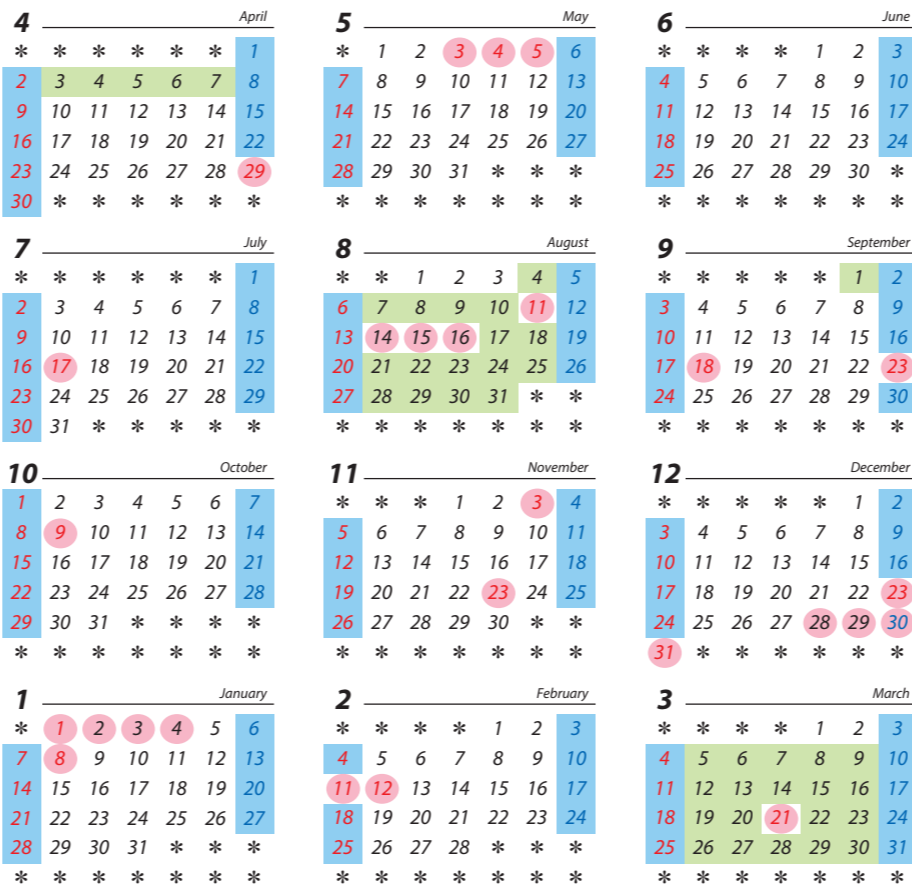 4 April
* * * * * * 1
2 3 4 5 6 7 8
9 10 11 12 13 14 15
16 17 18 19 20 21 22
23 24 25 26 27 28 29
30 * * * * * *
5 May
* 1 2 3 4 5 6
7 8 9 10 11 12 13
14 15 16 17 18 19 20
21 22 23 24 25 26 27
28 29 30 31 * * *
* * * * * * *
6 June
* * * * 1 2 3
4 5 6 7 8 9 10
11 12 13 14 15 16 17
18 19 20 21 22 23 24
25 26 27 28 29 30 *
* * * * * * *
7 July
* * * * * * 1
2 3 4 5 6 7 8
9 10 11 12 13 14 15
16 17 18 19 20 21 22
23 24 25 26 27 28 29
30 31 * * * * *
8 August
* * 1 2 3 4 5
6 7 8 9 10 11 12
13 14 15 16 17 18 19
20 21 22 23 24 25 26
27 28 29 30 31 * *
* * * * * * *
9 September
* * * * * 1 2
3 4 5 6 7 8 9
10 11 12 13 14 15 16
17 18 19 20 21 22 23
24 25 26 27 28 29 30
* * * * * * *
10 October
1 2 3 4 5 6 7
8 9 10 11 12 13 14
15 16 17 18 19 20 21
22 23 24 25 26 27 28
29 30 31 * * * *
* * * * * * *
11 November
* * * 1 2 3 4
5 6 7 8 9 10 11
12 13 14 15 16 17 18
19 20 21 22 23 24 25
26 27 28 29 30 * *
* * * * * * *
12 December
* * * * * 1 2
3 4 5 6 7 8 9
10 11 12 13 14 15 16
17 18 19 20 21 22 23
24 25 26 27 28 29 30
31 * * * * * *
1 January
* 1 2 3 4 5 6
7 8 9 10 11 12 13
14 15 16 17 18 19 20
21 22 23 24 25 26 27
28 29 30 31 * * *
* * * * * * *
2 February
* * * * 1 2 3
4 5 6 7 8 9 10
11 12 13 14 15 16 17
18 19 20 21 22 23 24
25 26 27 28 * * *
* * * * * * *
3 March
* * * * 1 2 3
4 5 6 7 8 9 10
11 12 13 14 15 16 17
18 19 20 21 22 23 24
25 26 27 28 29 30 31
* * * * * * *